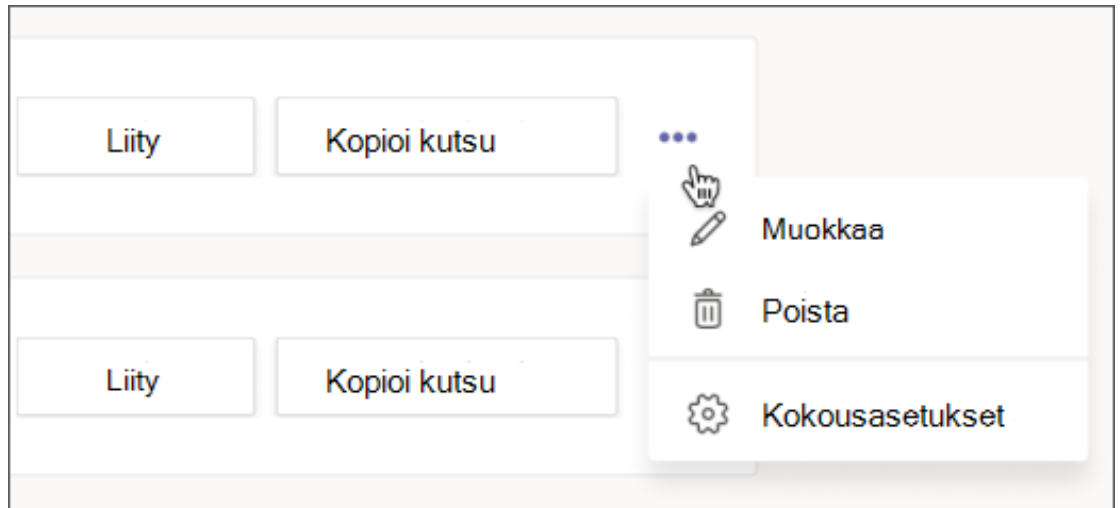 Liity
Kopioi kutsu
Muokkaa
Poista
Liity
Kopioi kutsu
Kokousasetukset